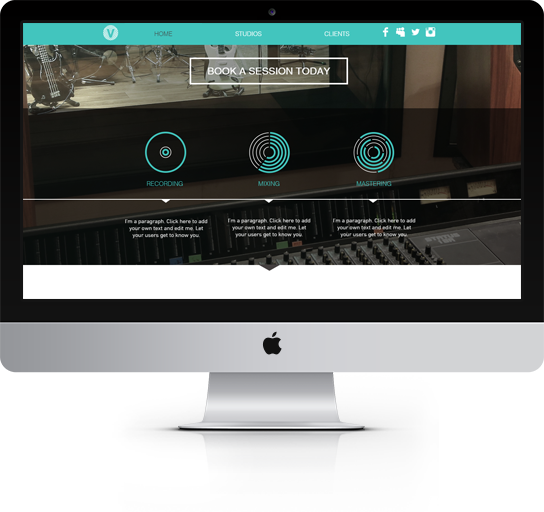 V
HOME
STUDIOS
CLIENTS
BOOK A SESSION TODAY
RECORDING
MIXING
MASTERING
I'm a paragraph. Click here to add
your own text and edit me. Let
your users get to know you.
I'm a paragraph. Click here to add
your own text and edit me. Let
your users get to know you.
I'm a paragraph. Click here to add
your own text and edit me. Let
your users get to know you.